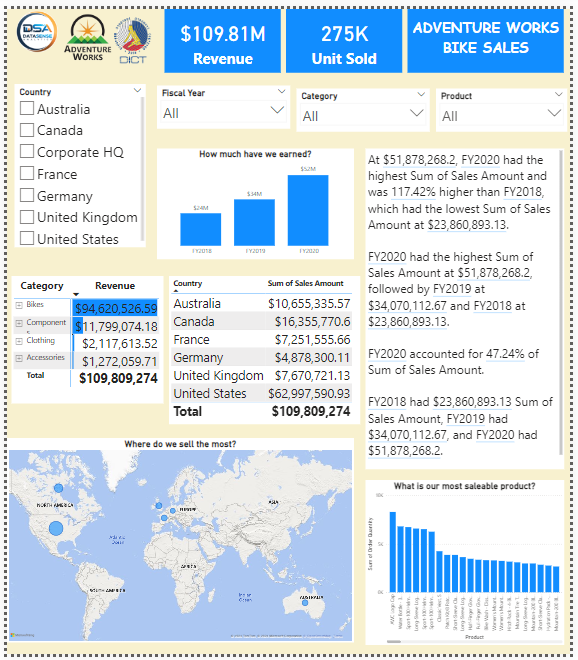 DSA
DATASENSE
ADVENTURE
WORKS
DICT
$109.81M
Revenue
275K
Unit Sold
ADVENTURE WORKS
BIKE SALES
Country
Australia
Canada
Corporate HQ
France
Germany
United Kingdom
United States
Fiscal Year
All
Category
All
Product
All
How much have we earned?
$24M
$34M
$52M
FY2018
FY2019
FY2020
At $51,878,268.2, FY2020 had the
highest Sum of Sales Amount and
was 117.42% higher than FY2018,
which had the lowest Sum of Sales
Amount at $23,860,893.13.
FY2020 had the highest Sum of
Sales Amount at $51,878,268.2,
followed by FY2019 at
$34,070,112.67 and FY2018 at
$23,860,893.13.
FY2020 accounted for 47.24% of
Sum of Sales Amount.
FY2018 had $23,860,893.13 Sum of
Sales Amount, FY2019 had
$34,070,112.67, and FY2020 had
$51,878,268.2.
Category Revenue
Bikes $94,620,526.59
Component $11,799,074.18
Clothing $2,117,613.52
Accessories $1,272,059.71
Total $109,809,274
Country Sum of Sales Amount
Australia $10,655,335.57
Canada $16,355,770.6
France $7,251,555.66
Germany $4,878,300.11
United Kingdom $7,670,721.13
United States $62,997,590.93
Total $109,809,274
Where do we sell the most?
NORTH AMERICA
EUROPE
ASIA
Atlantic
Ocean
AFRICA
SOUTH AMERICA
Indian
Ocean
AUSTRALIA
What is our most saleable product?
Sum of Order Quantity
10K
5K
0K
Product